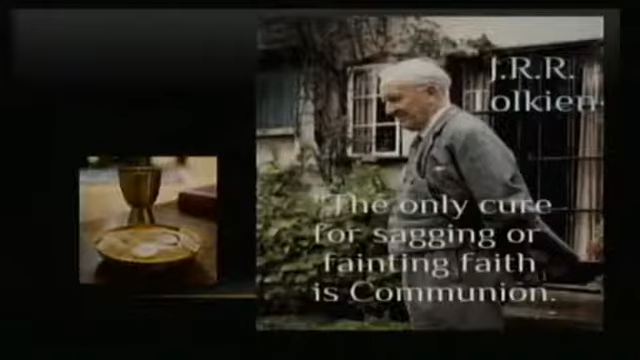 J.R.R.
Tolkien
"The only cure
for sagging or
fainting faith
is Communion.